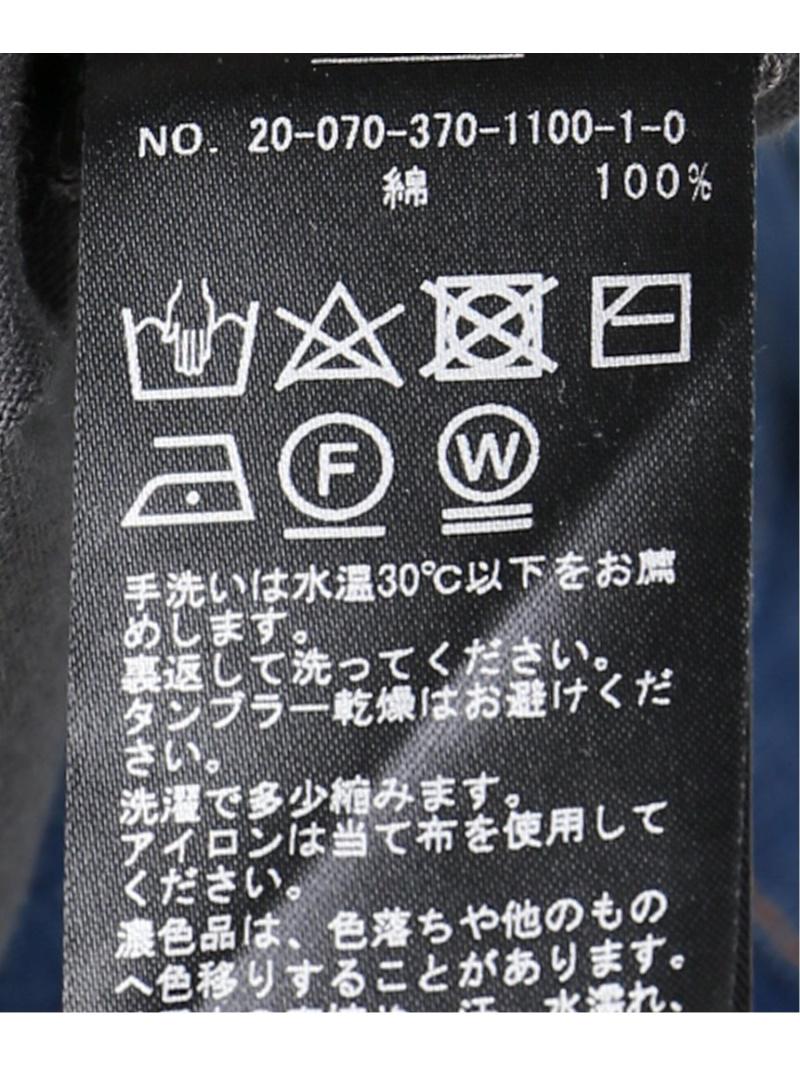 NO. 20-070-370-1100-1-0
綿 100%
F W
手洗いは水温30℃以下をお薦
めします。
裏返して洗ってください。
タンブラー乾燥はお避けくだ
さい。
洗濯で多少縮みます。
アイロンは当て布を使用して
ください。
濃色品は、色落ちや他のもの
へ色移りすることがあります。
汗、水濡れ、